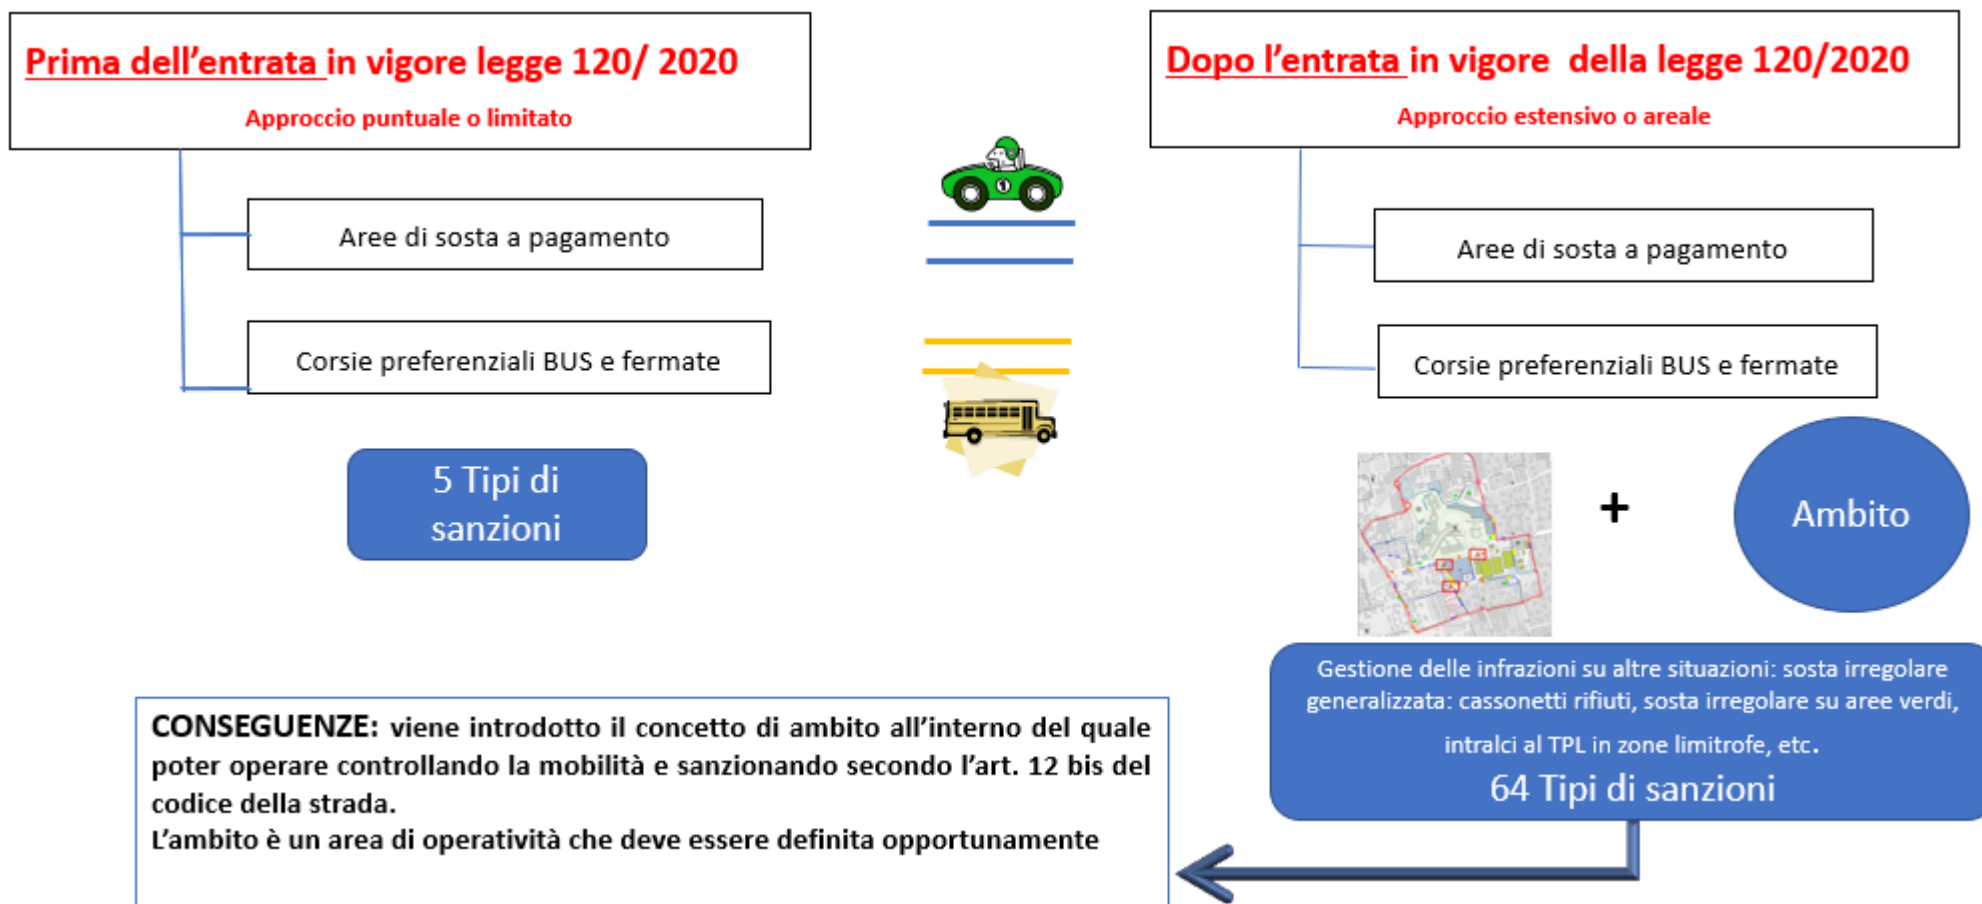 Prima dell'entrata in vigore legge 120/ 2020
Approccio puntuale o limitato
Aree di sosta a pagamento
Corsie preferenziali BUS e fermate
5 Tipi di
sanzioni
1
Dopo l'entrata in vigore  della legge 120/2020
Approccio estensivo o areale
Aree di sosta a pagamento
Corsie preferenziali BUS e fermate
+
Ambito
Gestione delle infrazioni su altre situazioni: sosta irregolare
generalizzata: cassonetti rifiuti, sosta irregolare su aree verdi,
intralci al TPL in zone limitrofe, etc.
64 Tipi di sanzioni
CONSEGUENZE: viene introdotto il concetto di ambito all'interno del quale
poter operare controllando la mobilità e sanzionando secondo l'art. 12 bis del
codice della strada.
L'ambito è un area di operatività che deve essere definita opportunamente